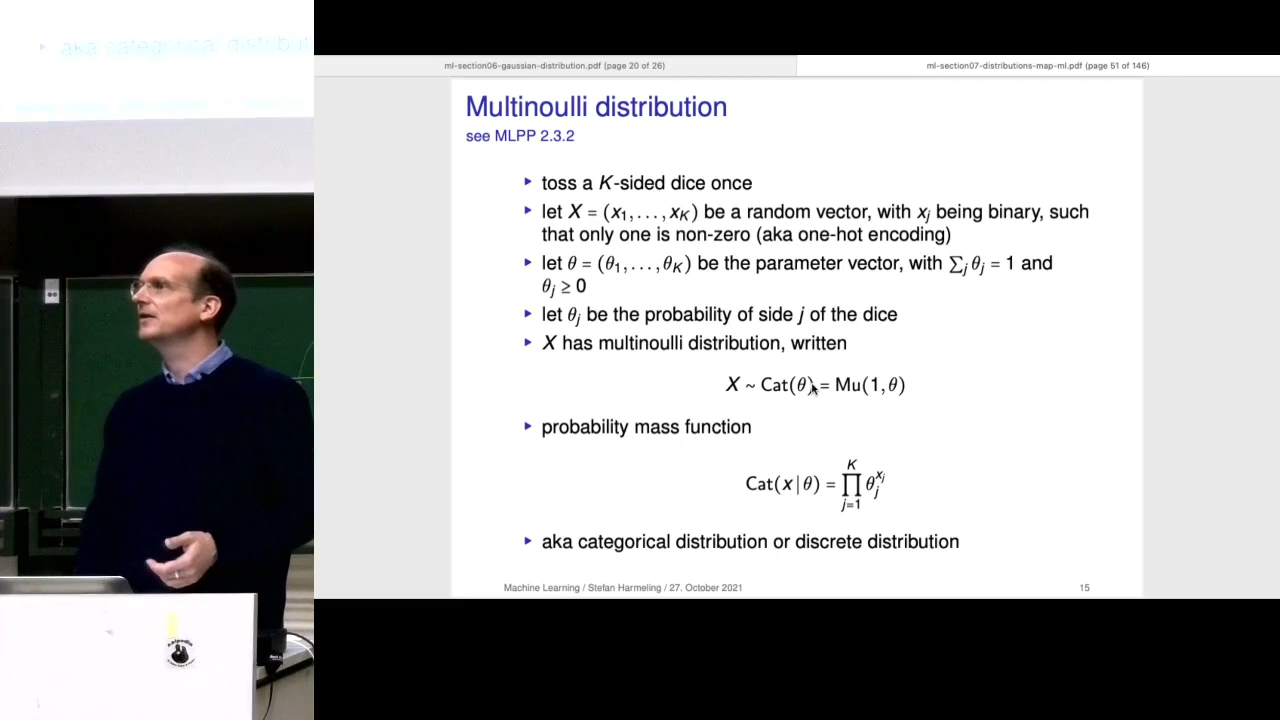 aka categorical distribut
ml-section06-gaussian-distribution.pdf (page 20 of 26)
ml-section07-distributions-map-ml.pdf (page 51 of 146)
Multinoulli distribution
see MLPP 2.3.2
▸ toss a K-sided dice once
▸ let X = (x₁, . . . , x_K) be a random vector, with x_j being binary, such
that only one is non-zero (aka one-hot encoding)
▸ let θ = (θ₁, . . . , θ_K) be the parameter vector, with ∑_j θ_j = 1 and
θ_j ≥ 0
▸ let θ_j be the probability of side j of the dice
▸ X has multinoulli distribution, written
X ~ Cat(θ) = Mu(1, θ)
▸ probability mass function
Cat(x | θ) = ∏_{j=1}^{K} θ_j^{x_j}
▸ aka categorical distribution or discrete distribution
Machine Learning / Stefan Harmeling / 27. October 2021
15